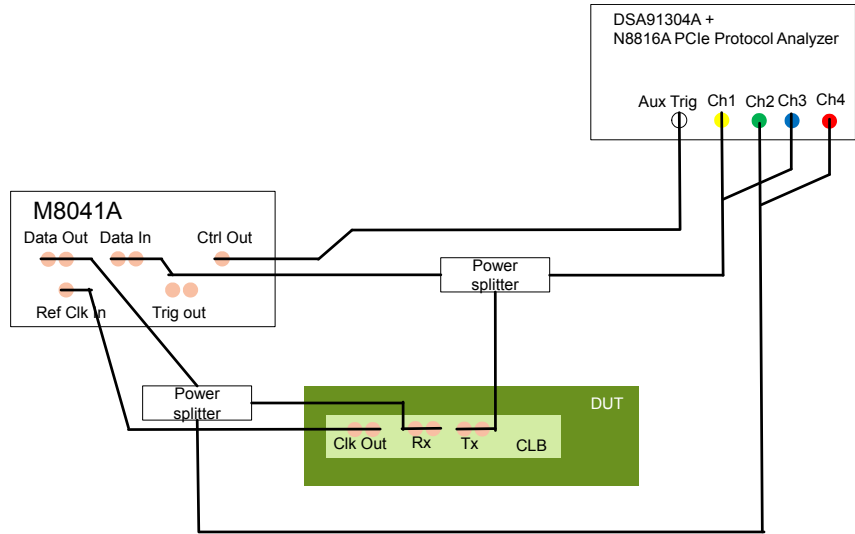 DSA91304A +
N8816A PCIe Protocol Analyzer
Aux Trig Ch1 Ch2 Ch3 Ch4
M8041A
Data Out Data In Ctrl Out
Ref Clk In Trig out
Power
splitter
Power
splitter
DUT
Clk Out Rx Tx CLB